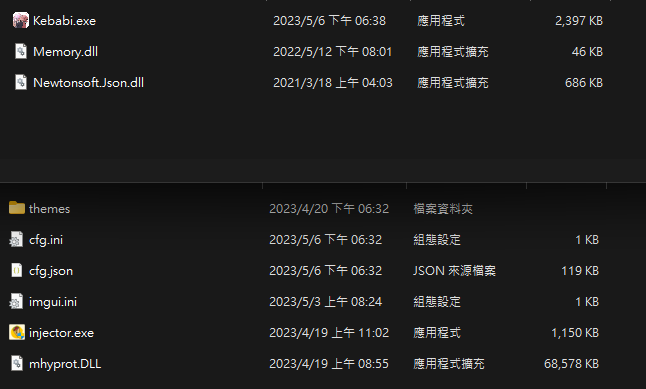 Kebabi.exe 2023/5/6 下午 06:38 應用程式 2,397 KB
Memory.dll 2022/5/12 下午 08:01 應用程式擴充 46 KB
Newtonsoft.Json.dll 2021/3/18 上午 04:03 應用程式擴充 686 KB
themes 2023/4/20 下午 06:32 檔案資料夾
cfg.ini 2023/5/6 下午 06:32 組態設定 1 KB
cfg.json 2023/5/6 下午 06:32 JSON 來源檔案 119 KB
imgui.ini 2023/5/3 上午 08:24 組態設定 1 KB
injector.exe 2023/4/19 上午 11:02 應用程式 1,150 KB
mhyprot.DLL 2023/4/19 上午 08:55 應用程式擴充 68,578 KB